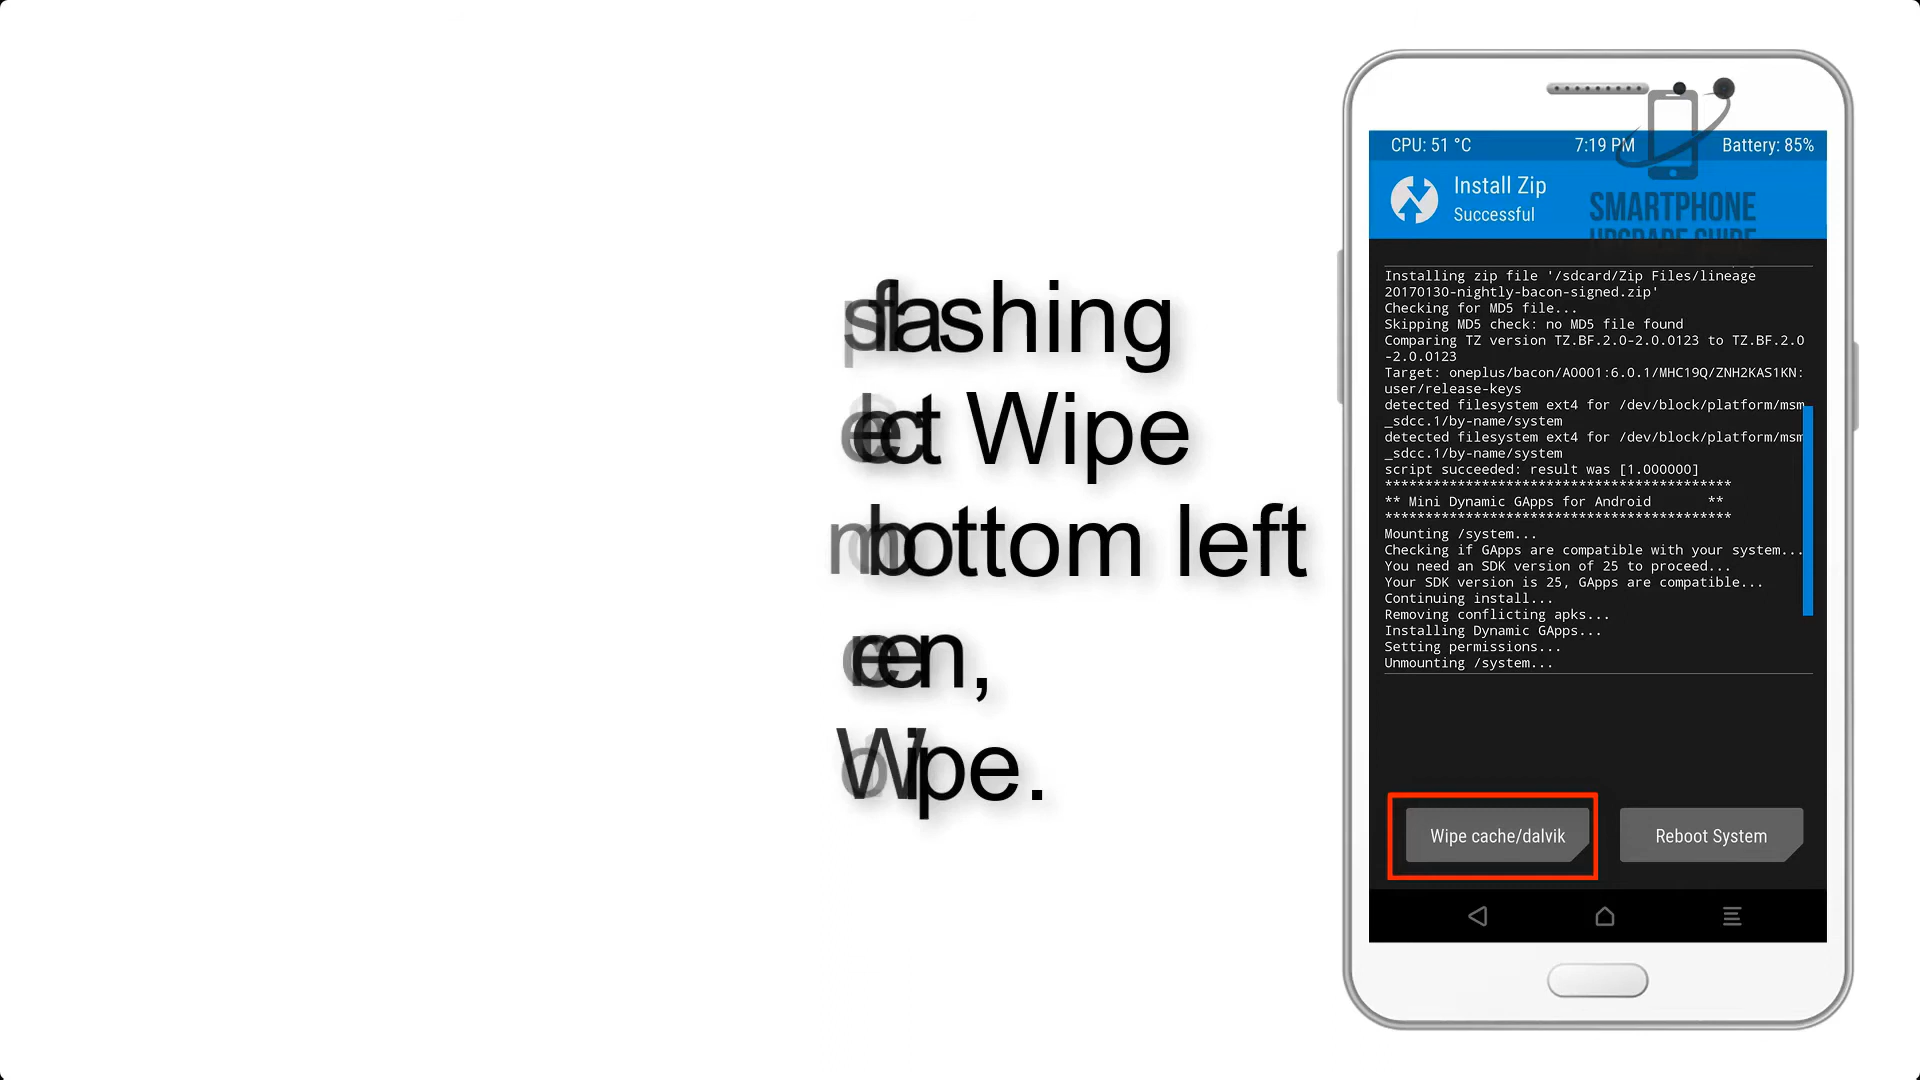 flashing
Wipe
bottom left
Wipe.
CPU: 51 °C 7:19 PM Battery: 85%
Install Zip
Successful
SMARTPHONE
UPGRADE GUIDE
Installing zip file '/sdcard/Zip Files/lineage
20170130-nightly-bacon-signed.zip'
Checking for MD5 file...
Skipping MD5 check: no MD5 file found
Comparing TZ version TZ.BF.2.0-2.0.0123 to TZ.BF.2.0
-2.0.0123
Target: oneplus/bacon/A0001:6.0.1/MHC19Q/ZNH2KAS1KN:
user/release-keys
detected filesystem ext4 for /dev/block/platform/msm
_sdcc.1/by-name/system
detected filesystem ext4 for /dev/block/platform/msm
_sdcc.1/by-name/system
script succeeded: result was [1.000000]
*******************************************
** Mini Dynamic GApps for Android       **
*******************************************
Mounting /system...
Checking if GApps are compatible with your system...
You need an SDK version of 25 to proceed...
Your SDK version is 25, GApps are compatible...
Continuing install...
Removing conflicting apks...
Installing Dynamic GApps...
Setting permissions...
Unmounting /system...
Wipe cache/dalvik
Reboot System